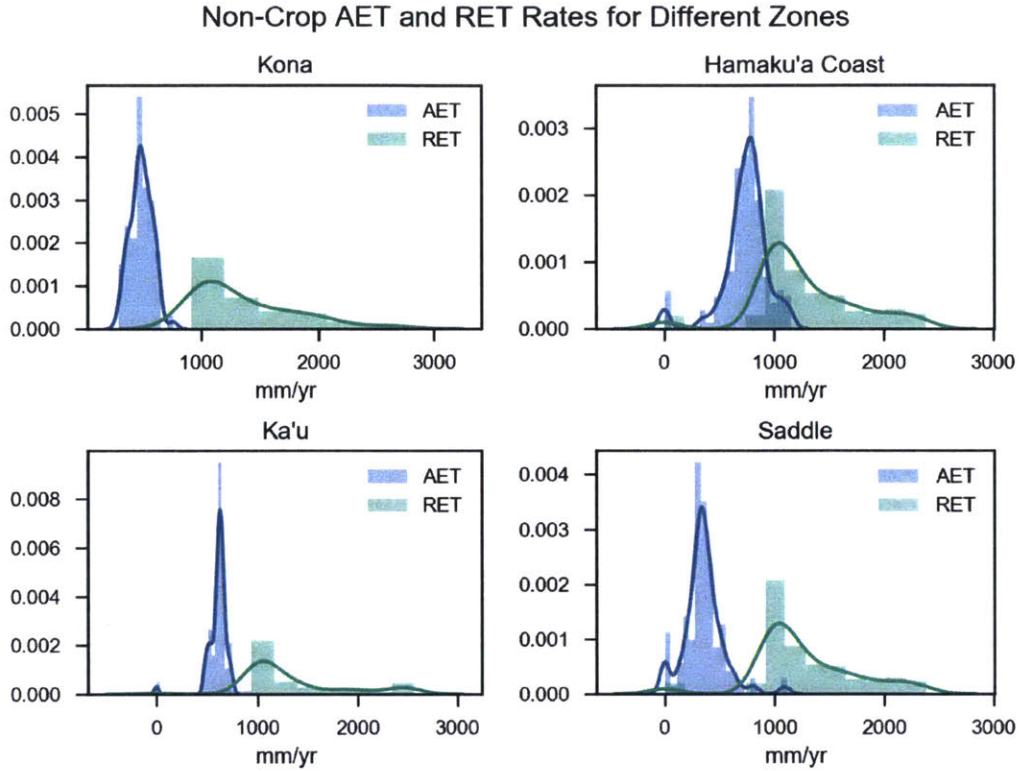 Non-Crop AET and RET Rates for Different Zones
Kona
0.005
0.004
0.003
0.002
0.001
0.000
AET
RET
1000
2000
3000
mm/yr
Hamaku'a Coast
0.003
0.002
0.001
0.000
AET
RET
0
1000
2000
3000
mm/yr
Ka'u
0.008
0.006
0.004
0.002
0.000
AET
RET
0
1000
2000
3000
mm/yr
Saddle
0.004
0.003
0.002
0.001
0.000
AET
RET
0
1000
2000
3000
mm/yr